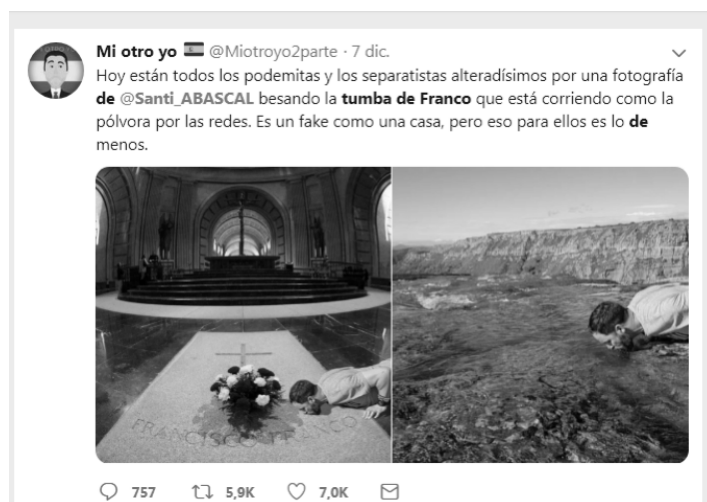 Mi otro yo @Miotroyo2parte · 7 dic.
Hoy están todos los podemitas y los separatistas alteradísimos por una fotografía
de @Santi_ABASCAL besando la tumba de Franco que está corriendo como la
pólvora por las redes. Es un fake como una casa, pero eso para ellos es lo de
menos.
FRANCISCO FRANCO
757 5,9K 7,0K